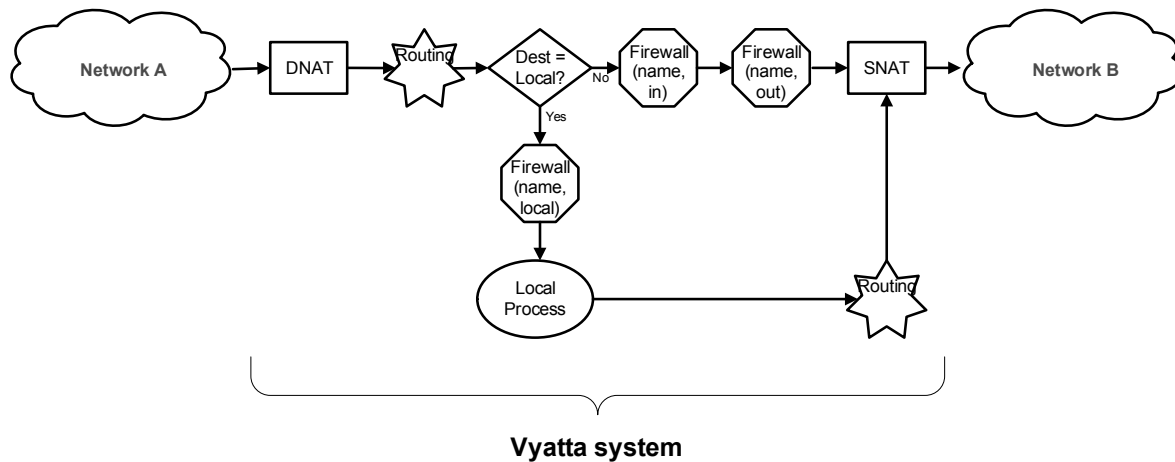 Network A
DNAT
Routing
Dest =
Local?
No
Firewall
(name,
in)
Firewall
(name,
out)
SNAT
Network B
Yes
Firewall
(name,
local)
Local
Process
Routing
Vyatta system